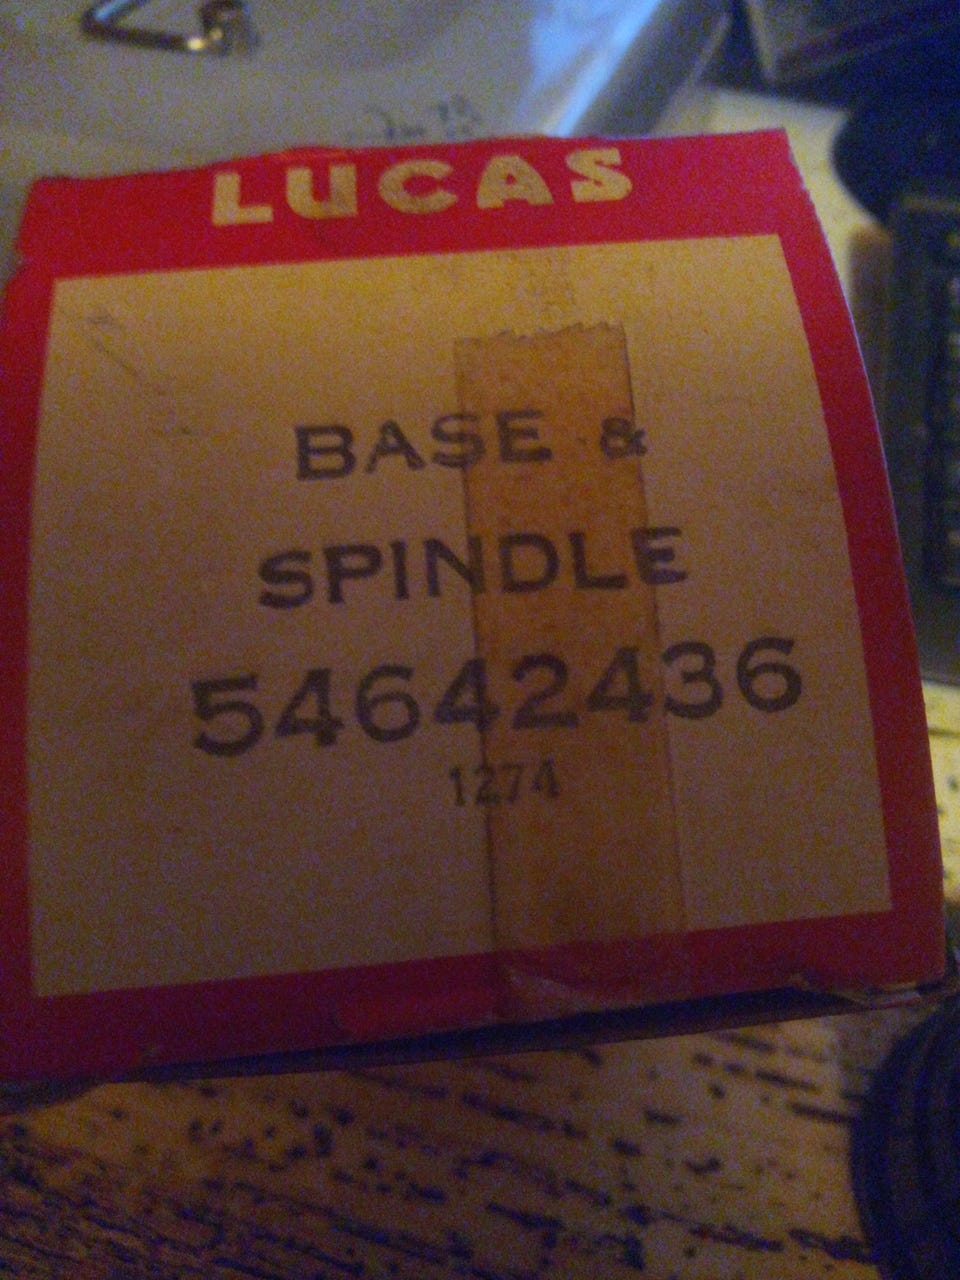 LUCAS
BASE &
SPINDLE
54642436
1274